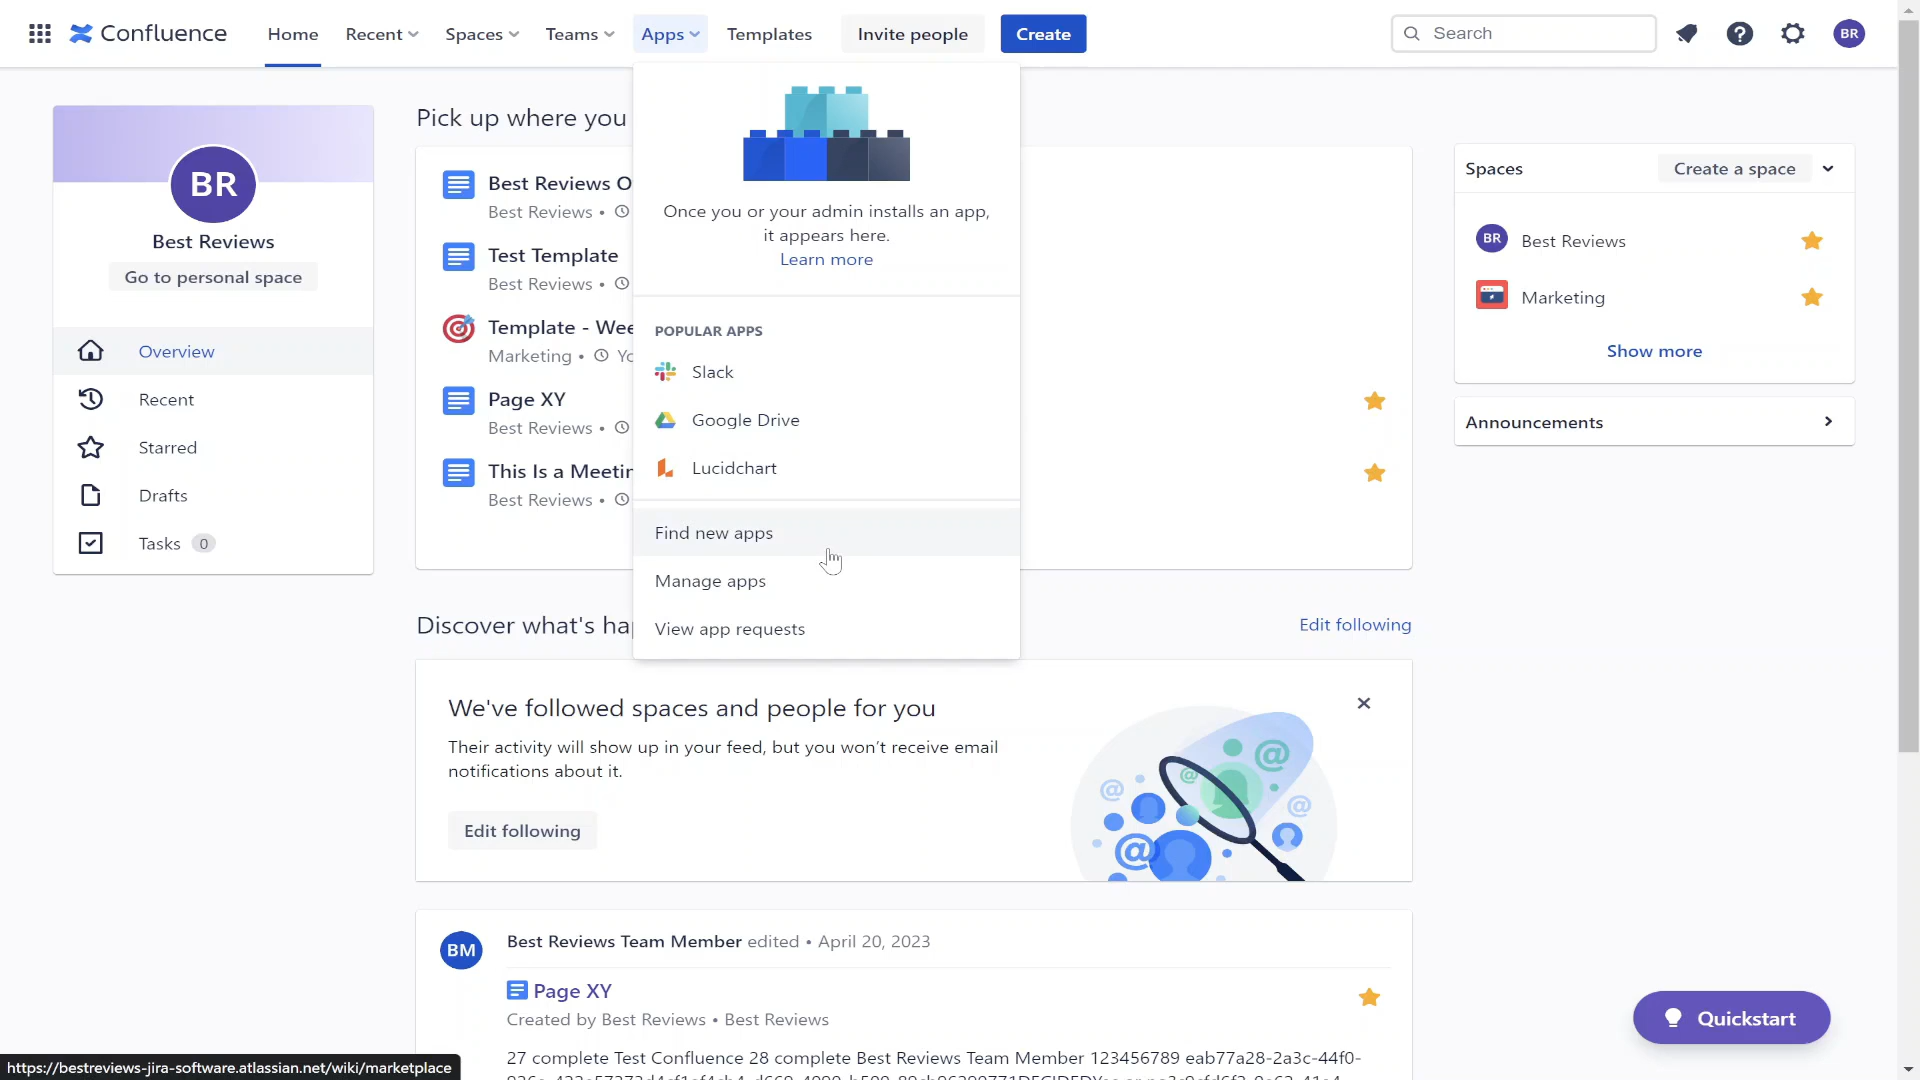 Confluence Home Recent Spaces Teams Apps Templates Invite people Create Search BR
BR
Best Reviews
Go to personal space
Overview
Recent
Starred
Drafts
Tasks 0
Pick up where you
Best Reviews O
Best Reviews •
Test Template
Best Reviews •
Template - Wee
Marketing • Yo
Page XY
Best Reviews •
This Is a Meetin
Best Reviews •
Once you or your admin installs an app,
it appears here.
Learn more
POPULAR APPS
Slack
Google Drive
Lucidchart
Find new apps
Manage apps
View app requests
Spaces Create a space
BR Best Reviews
Marketing
Show more
Announcements
Discover what's ha
Edit following
We've followed spaces and people for you
Their activity will show up in your feed, but you won't receive email
notifications about it.
Edit following
BM Best Reviews Team Member edited • April 20, 2023
Page XY
Created by Best Reviews • Best Reviews
27 complete Test Confluence 28 complete Best Reviews Team Member 123456789 eab77a28-2a3c-44f0-
Quickstart
https://bestreviews-jira-software.atlassian.net/wiki/marketplace